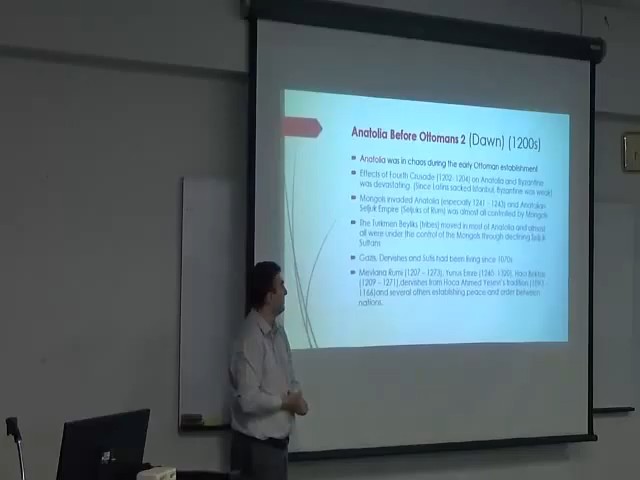 Anatolia Before Ottomans 2 (Dawn) (1200s)
Anatolia was in chaos during the early Ottoman establishment
Effects of Fourth Crusade (1202-1204) on Anatolia and Byzantine
was devastating. (Since Latins sacked Istanbul, Byzantine was weak)
Mongols invaded Anatolia (especially 1241 - 1243) and Anatolian
Seljuk Empire (Seljuks of Rum) was almost all controlled by Mongols
The Turkmen Beyliks (tribes) moved in most of Anatolia and almost
all were under the control of the Mongols through declining Seljuk
Sultans
Gazis, Dervishes and Sufis had been living since 1070s
Mevlana Rumi (1207 - 1273), Yunus Emre (1240- 1320), Haci Bektas
(1209 - 1271),dervishes from Hoca Ahmed Yesevi's tradition (1093 -
1166)and several others establishing peace and order between
nations.